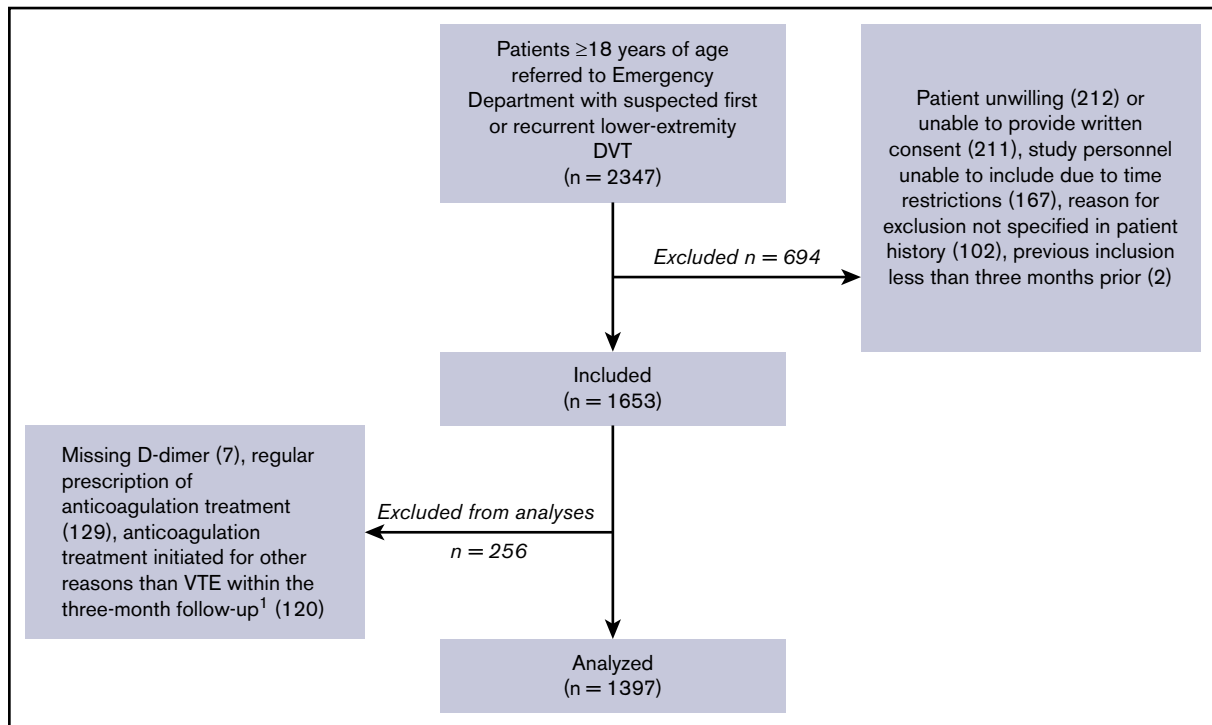 Patients ≥18 years of age
referred to Emergency
Department with suspected first
or recurrent lower-extremity
DVT
(n = 2347)
Patient unwilling (212) or
unable to provide written
consent (211), study personnel
unable to include due to time
restrictions (167), reason for
exclusion not specified in patient
history (102), previous inclusion
less than three months prior (2)
Excluded n = 694
Included
(n = 1653)
Missing D-dimer (7), regular
prescription of
anticoagulation treatment
(129), anticoagulation
treatment initiated for other
reasons than VTE within the
three-month follow-up¹ (120)
Excluded from analyses
n = 256
Analyzed
(n = 1397)